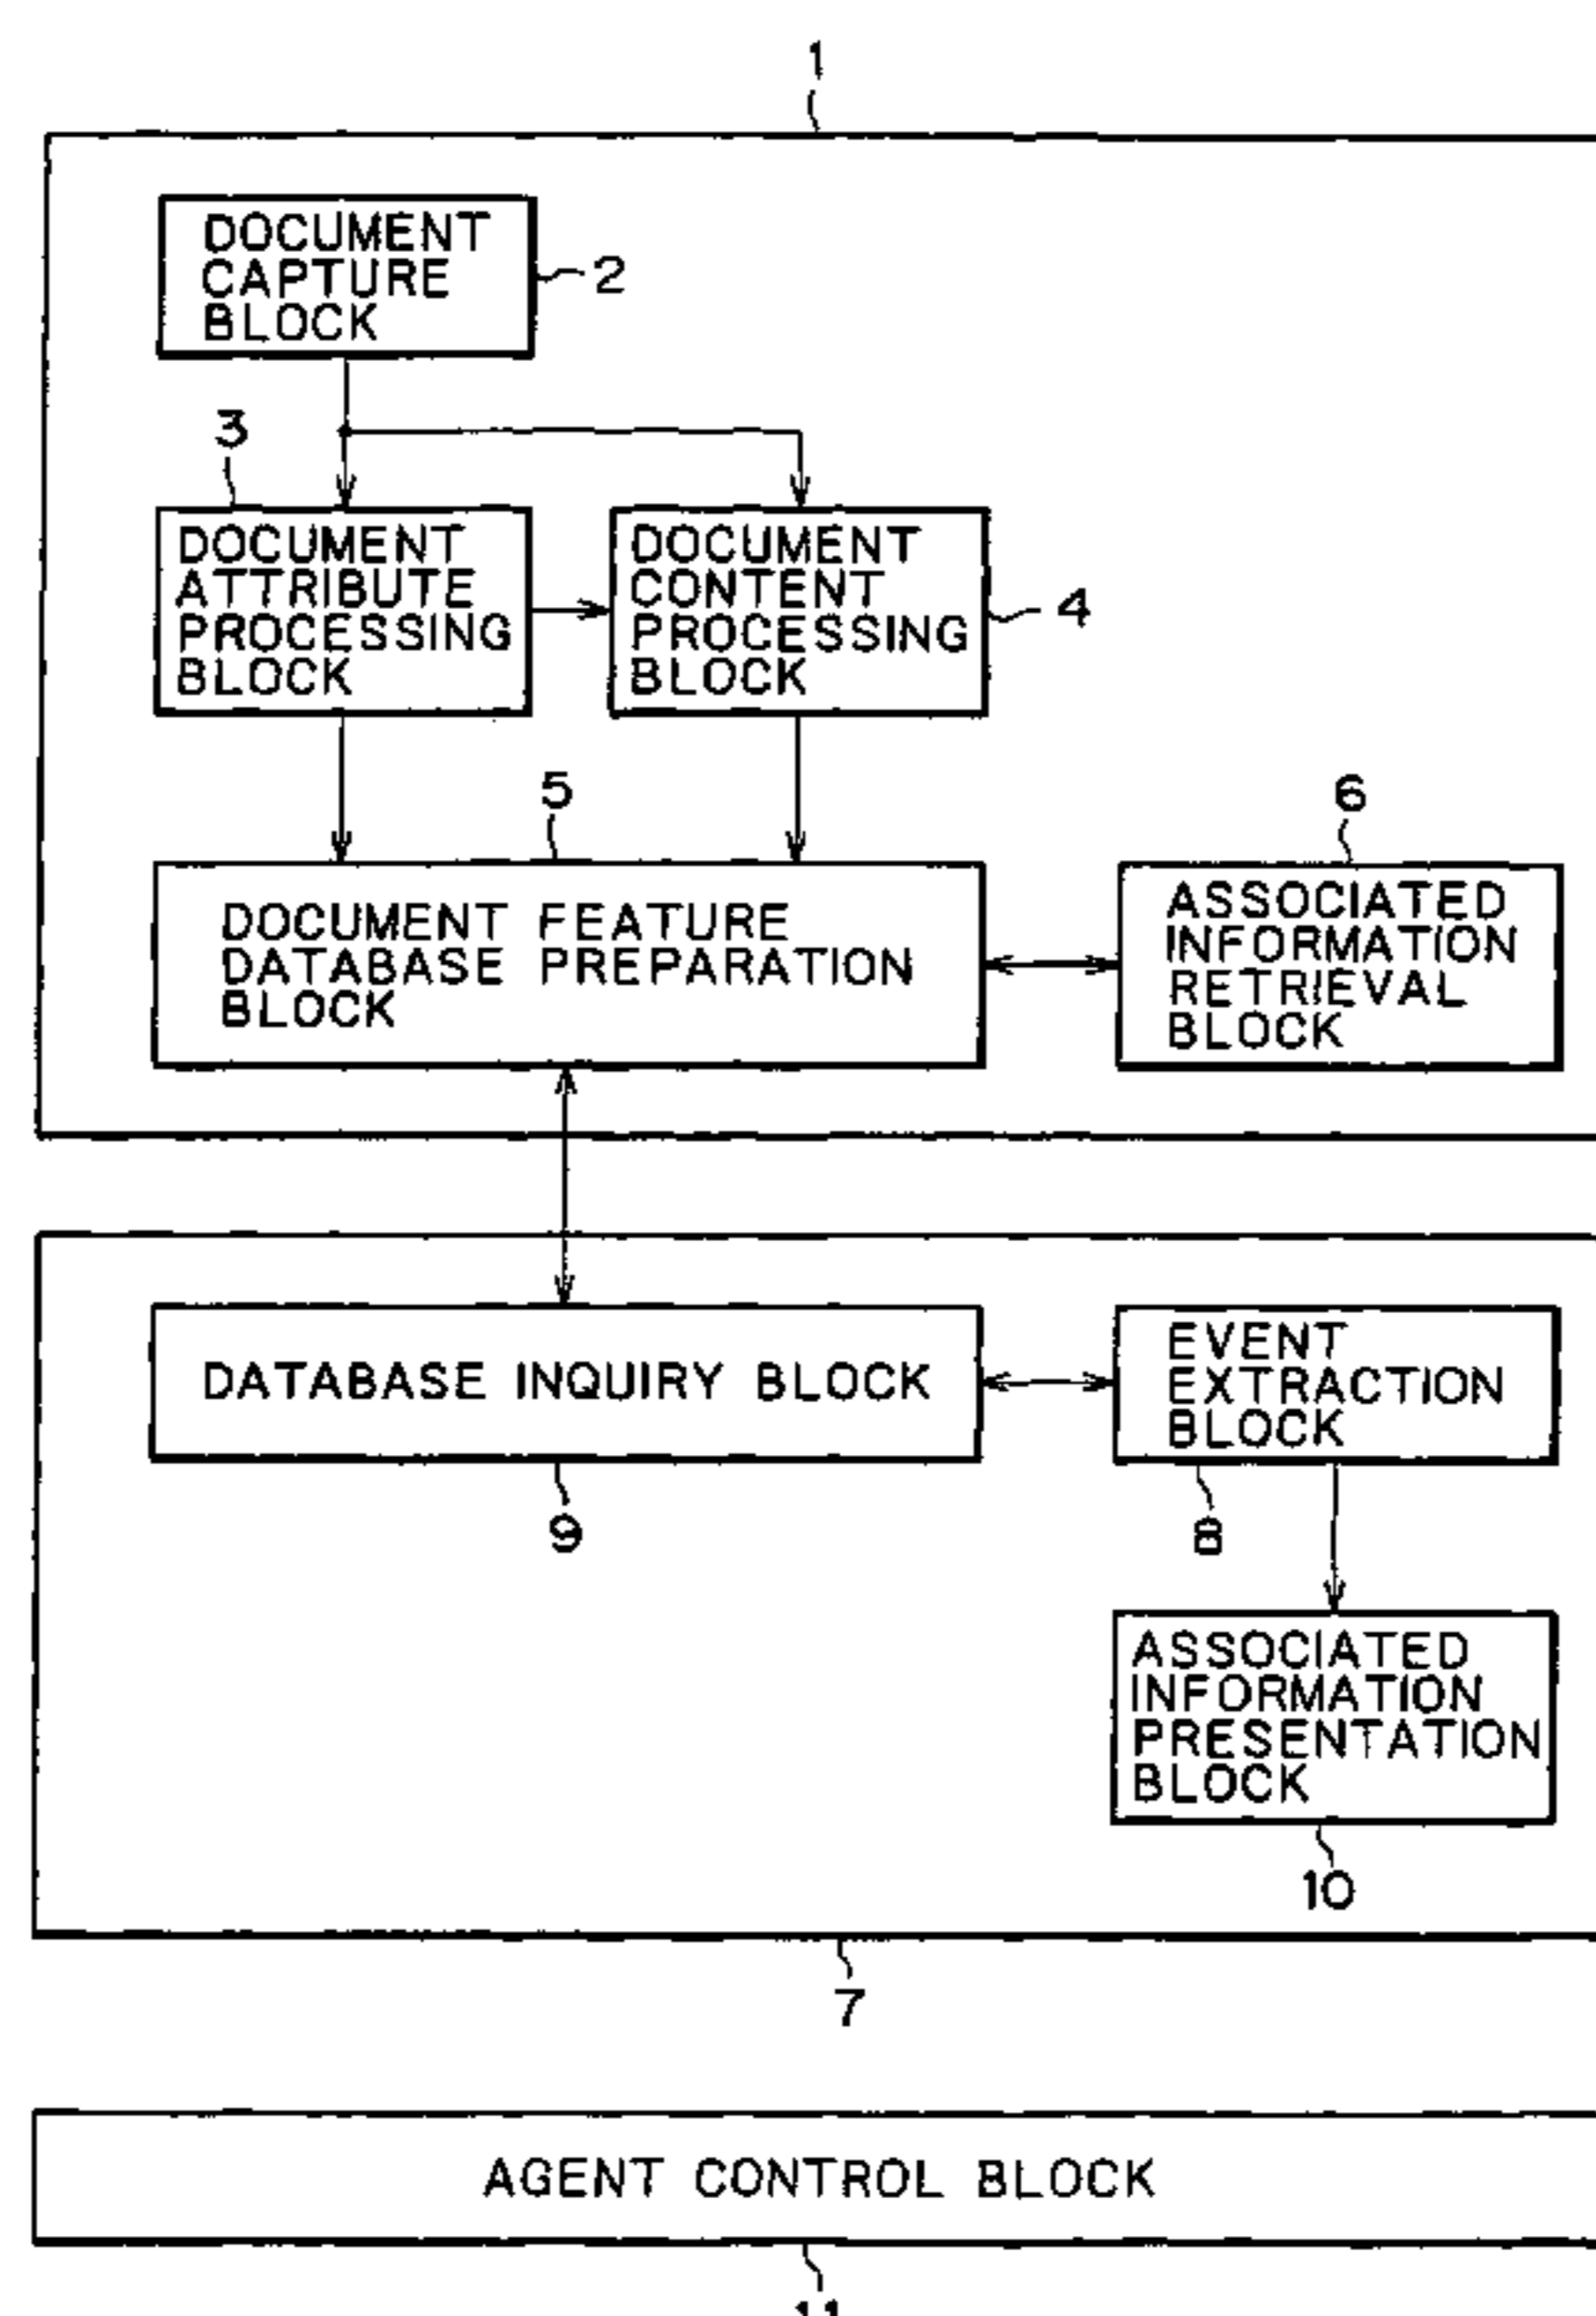 1
DOCUMENT
CAPTURE
BLOCK
2
3
DOCUMENT
ATTRIBUTE
PROCESSING
BLOCK
DOCUMENT
CONTENT
PROCESSING
BLOCK
4
5
DOCUMENT FEATURE
DATABASE PREPARATION
BLOCK
6
ASSOCIATED
INFORMATION
RETRIEVAL
BLOCK
DATABASE INQUIRY BLOCK
9
EVENT
EXTRACTION
BLOCK
8
ASSOCIATED
INFORMATION
PRESENTATION
BLOCK
10
7
AGENT CONTROL BLOCK
11